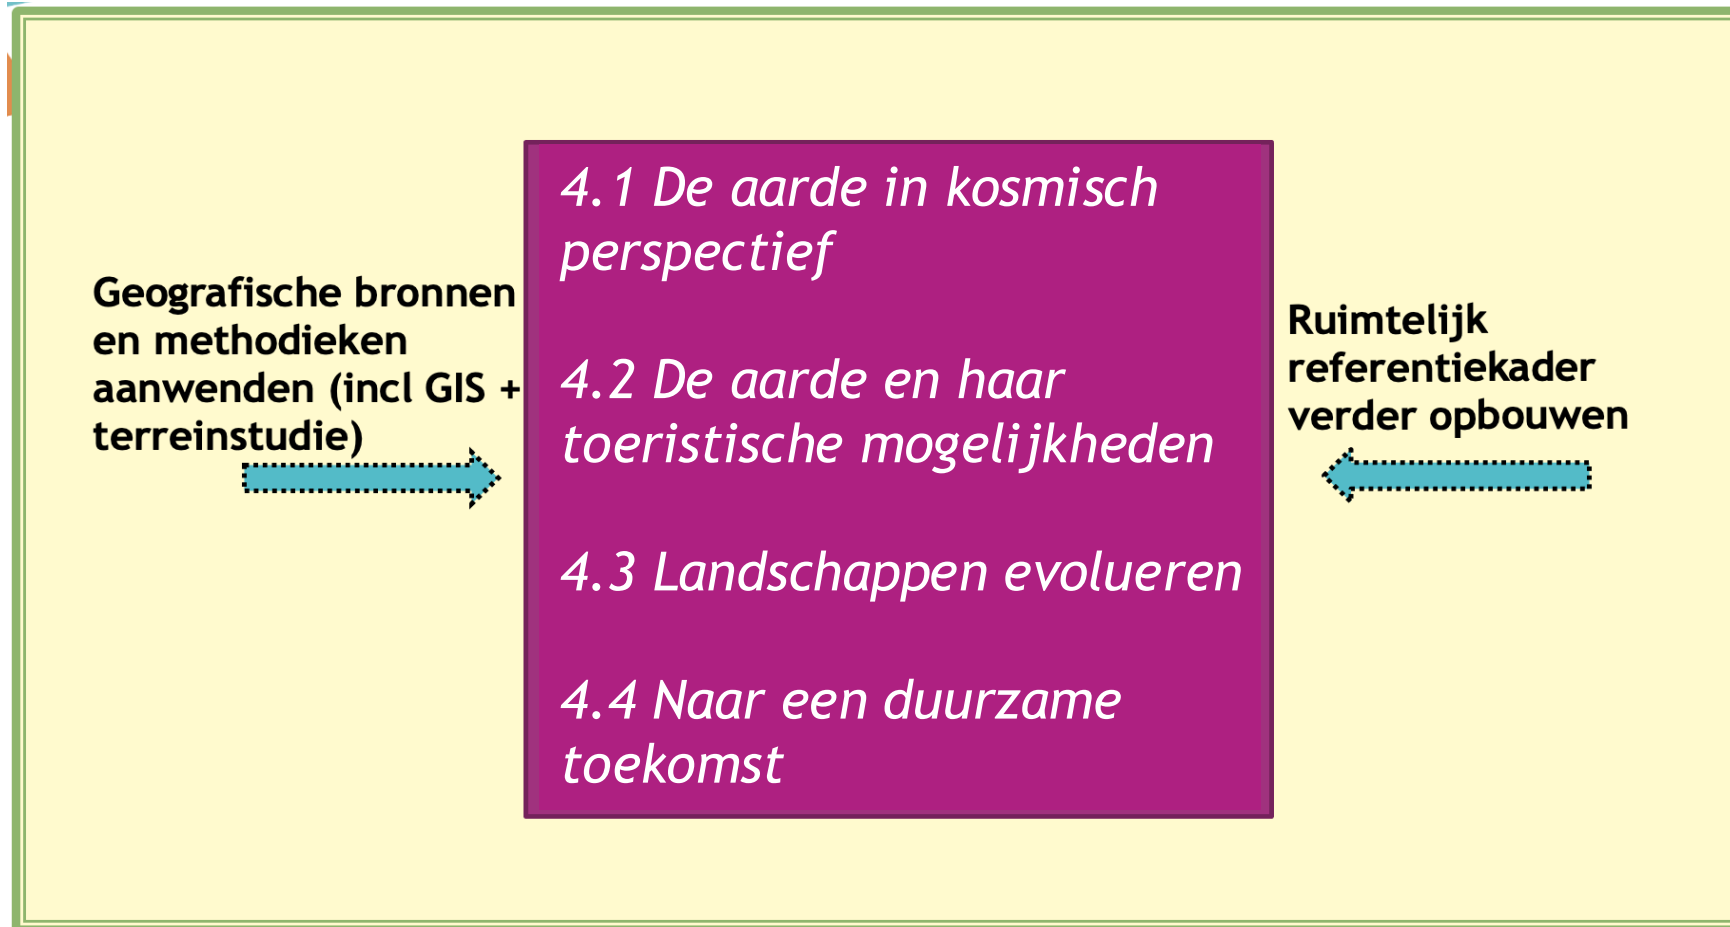 Geografische bronnen
en methodieken
aanwenden (incl GIS +
terreinstudie)
4.1 De aarde in kosmisch
perspectief
4.2 De aarde en haar
toeristische mogelijkheden
4.3 Landschappen evolueren
4.4 Naar een duurzame
toekomst
Ruimtelijk
referentiekader
verder opbouwen